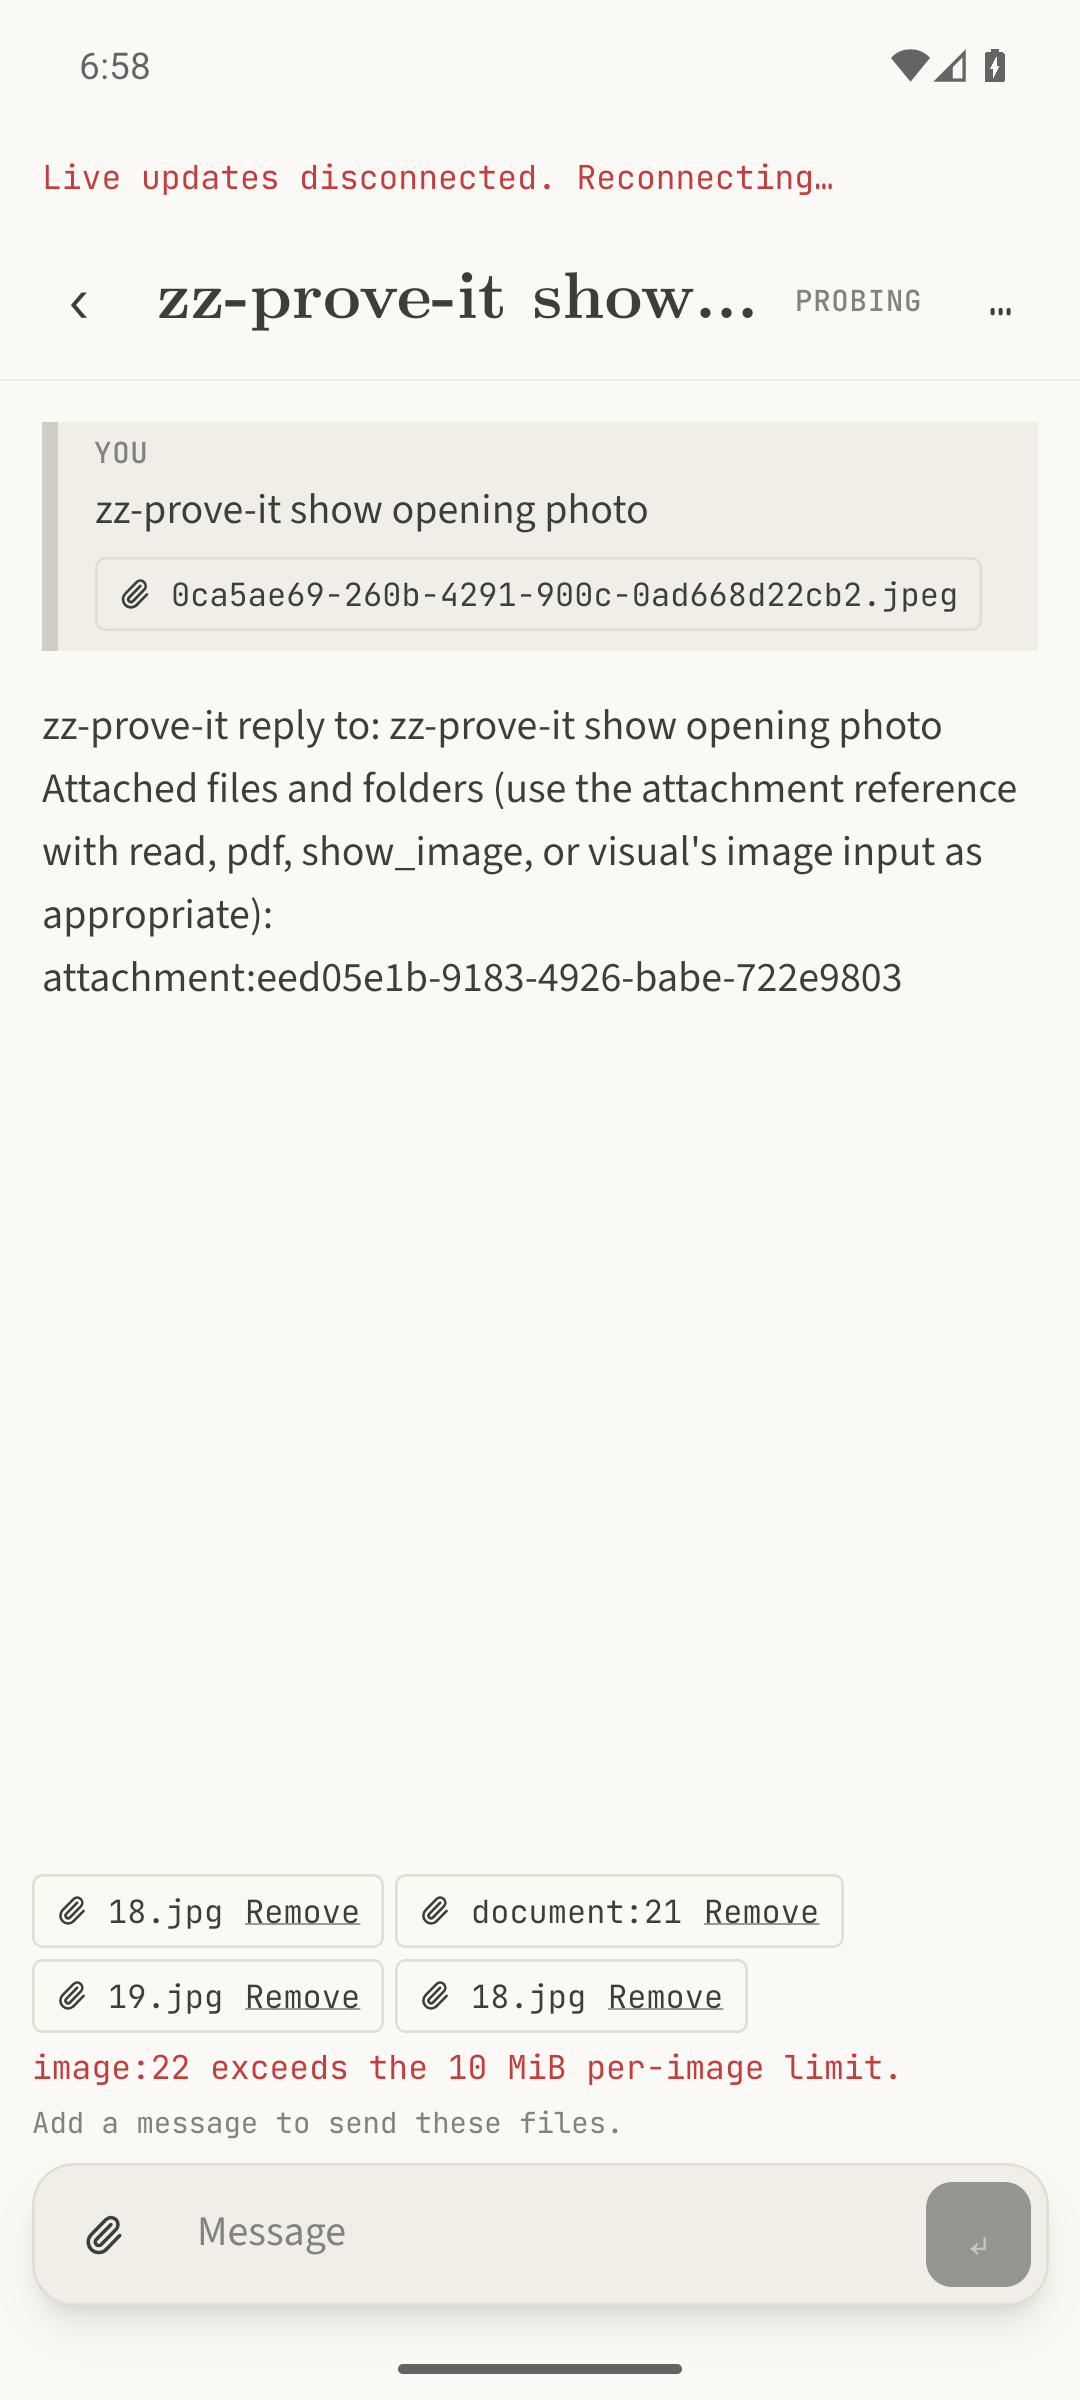 6:58
Live updates disconnected. Reconnecting…
‹ zz-prove-it show... PROBING …
YOU
zz-prove-it show opening photo
0ca5ae69-260b-4291-900c-0ad668d22cb2.jpeg
zz-prove-it reply to: zz-prove-it show opening photo
Attached files and folders (use the attachment reference
with read, pdf, show_image, or visual's image input as
appropriate):
attachment:eed05e1b-9183-4926-babe-722e9803
18.jpg Remove document:21 Remove
19.jpg Remove 18.jpg Remove
image:22 exceeds the 10 MiB per-image limit.
Add a message to send these files.
Message